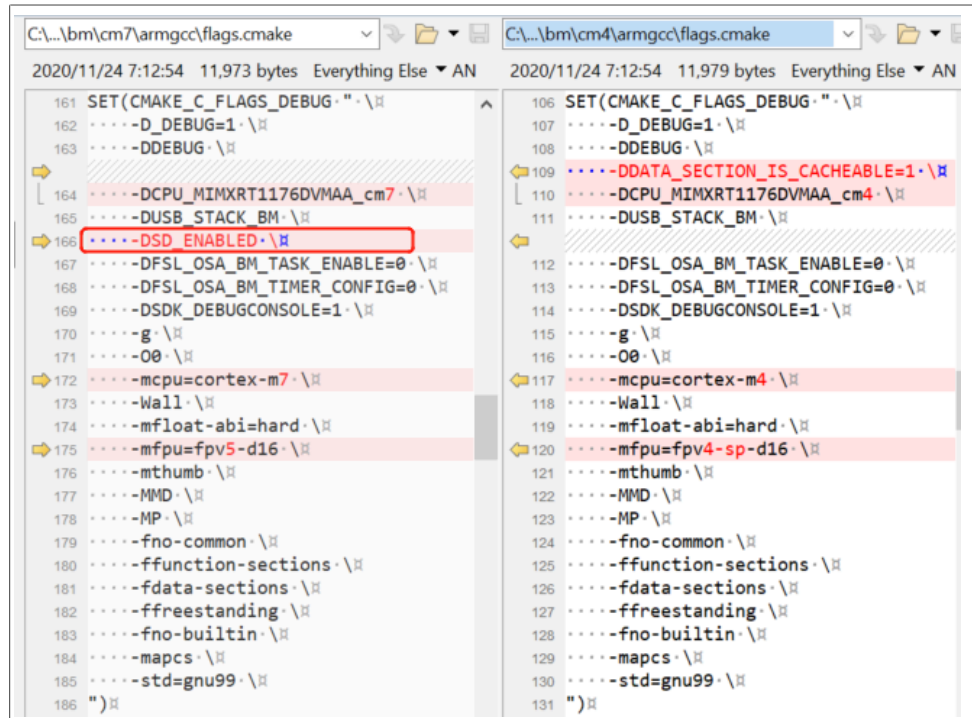 C:\...\bm\cm7\armgcc\flags.cmake
2020/11/24 7:12:54 11,973 bytes Everything Else AN
161 SET(CMAKE_C_FLAGS_DEBUG·"·\¤
162 ····-D_DEBUG=1·\¤
163 ····-DDEBUG·\¤
164 ····-DCPU_MIMXRT1176DVMAA_cm7·\¤
165 ····-DUSB_STACK_BM·\¤
166 ····-DSD_ENABLED·\¤
167 ····-DFSL_OSA_BM_TASK_ENABLE=0·\¤
168 ····-DFSL_OSA_BM_TIMER_CONFIG=0·\¤
169 ····-DSDK_DEBUGCONSOLE=1·\¤
170 ····-g·\¤
171 ····-O0·\¤
172 ····-mcpu=cortex-m7·\¤
173 ····-Wall·\¤
174 ····-mfloat-abi=hard·\¤
175 ····-mfpu=fpv5-d16·\¤
176 ····-mthumb·\¤
177 ····-MMD·\¤
178 ····-MP·\¤
179 ····-fno-common·\¤
180 ····-ffunction-sections·\¤
181 ····-fdata-sections·\¤
182 ····-ffreestanding·\¤
183 ····-fno-builtin·\¤
184 ····-mapcs·\¤
185 ····-std=gnu99·\¤
186 ")¤
C:\...\bm\cm4\armgcc\flags.cmake
2020/11/24 7:12:54 11,979 bytes Everything Else AN
106 SET(CMAKE_C_FLAGS_DEBUG·"·\¤
107 ····-D_DEBUG=1·\¤
108 ····-DDEBUG·\¤
109 ····-DDATA_SECTION_IS_CACHEABLE=1·\¤
110 ····-DCPU_MIMXRT1176DVMAA_cm4·\¤
111 ····-DUSB_STACK_BM·\¤
112 ····-DFSL_OSA_BM_TASK_ENABLE=0·\¤
113 ····-DFSL_OSA_BM_TIMER_CONFIG=0·\¤
114 ····-DSDK_DEBUGCONSOLE=1·\¤
115 ····-g·\¤
116 ····-O0·\¤
117 ····-mcpu=cortex-m4·\¤
118 ····-Wall·\¤
119 ····-mfloat-abi=hard·\¤
120 ····-mfpu=fpv4-sp-d16·\¤
121 ····-mthumb·\¤
122 ····-MMD·\¤
123 ····-MP·\¤
124 ····-fno-common·\¤
125 ····-ffunction-sections·\¤
126 ····-fdata-sections·\¤
127 ····-ffreestanding·\¤
128 ····-fno-builtin·\¤
129 ····-mapcs·\¤
130 ····-std=gnu99·\¤
131 ")¤